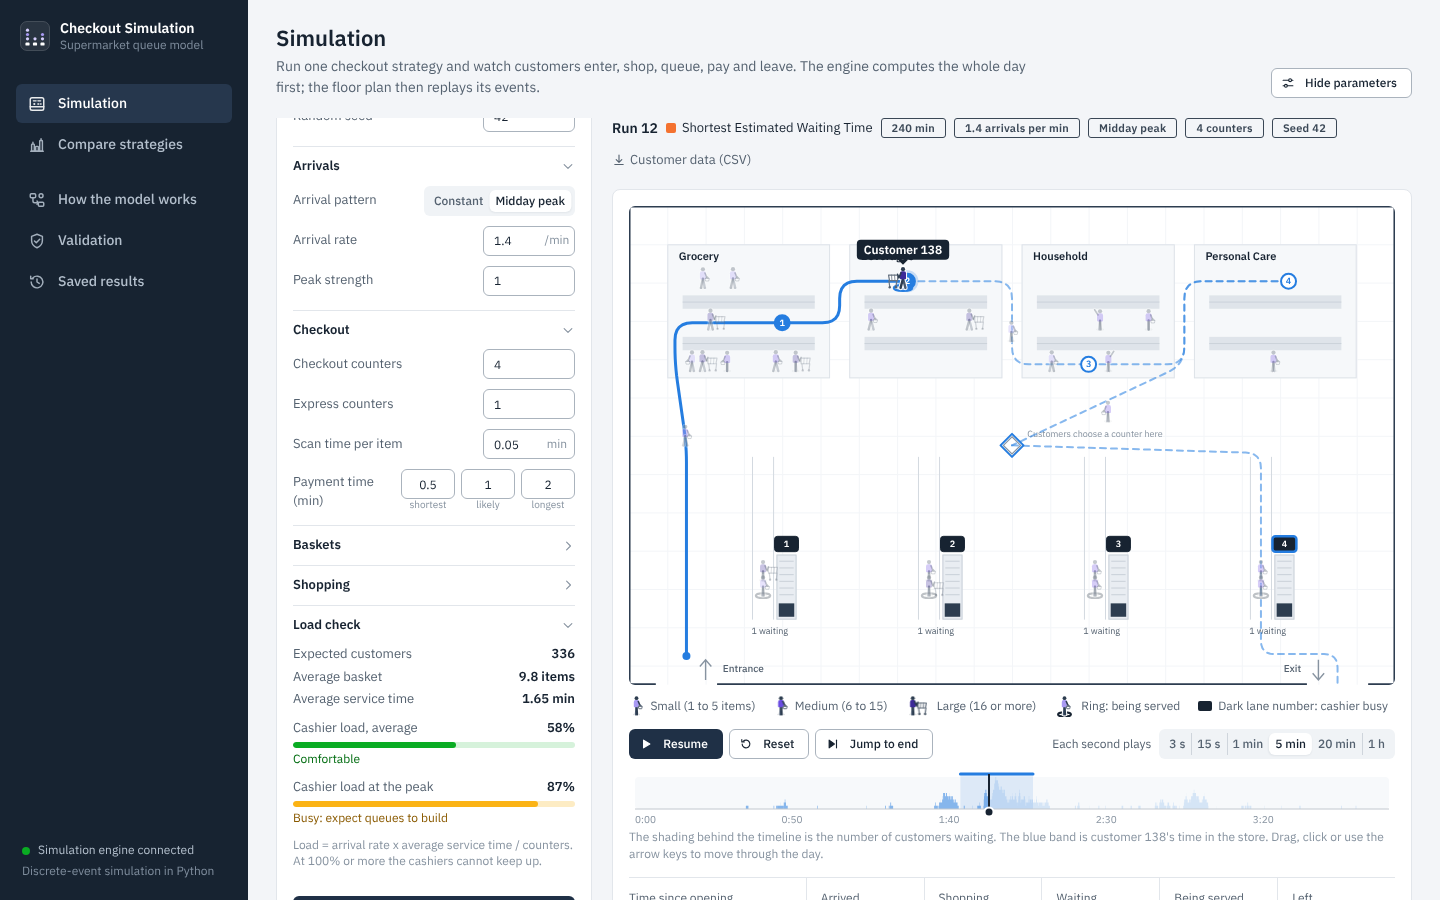 Checkout Simulation
Supermarket queue model
Simulation
Compare strategies
How the model works
Validation
Saved results
Simulation engine connected
Discrete-event simulation in Python
Simulation
Run one checkout strategy and watch customers enter, shop, queue, pay and leave. The engine computes the whole day
first; the floor plan then replays its events.
Hide parameters
Random seed 42
Arrivals
Arrival pattern Constant Midday peak
Arrival rate 1.4 /min
Peak strength 1
Checkout
Checkout counters 4
Express counters 1
Scan time per item 0.05 min
Payment time
(min)
0.5 1 2
shortest likely longest
Baskets
Shopping
Load check
Expected customers 336
Average basket 9.8 items
Average service time 1.65 min
Cashier load, average 58%
Comfortable
Cashier load at the peak 87%
Busy: expect queues to build
Load = arrival rate x average service time / counters.
At 100% or more the cashiers cannot keep up.
Run 12 Shortest Estimated Waiting Time 240 min 1.4 arrivals per min Midday peak 4 counters Seed 42
Customer data (CSV)
Customer 138
Grocery Household Personal Care
4
1
3
Customers choose a counter here
1 2 3 4
1 waiting 1 waiting 1 waiting 1 waiting
Entrance Exit
Small (1 to 5 items) Medium (6 to 15) Large (16 or more) Ring: being served Dark lane number: cashier busy
Resume Reset Jump to end Each second plays 3 s 15 s 1 min 5 min 20 min 1 h
0:00 0:50 1:40 2:30 3:20
The shading behind the timeline is the number of customers waiting. The blue band is customer 138's time in the store. Drag, click or use the
arrow keys to move through the day.
Time since opening Arrived Shopping Waiting Being served Left